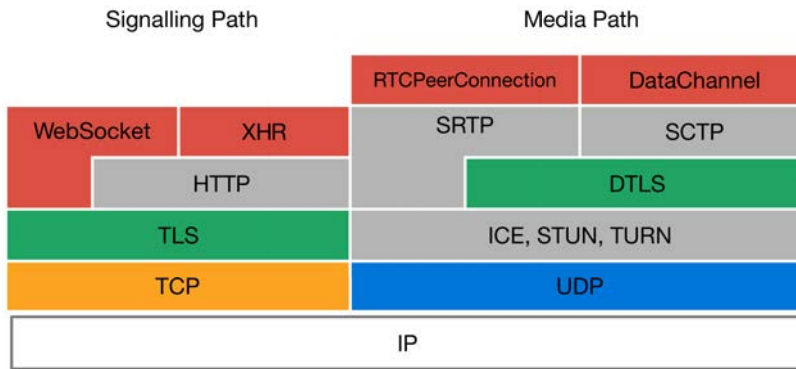 Signalling Path
Media Path
RTCPeerConnection
DataChannel
WebSocket
XHR
SRTP
SCTP
HTTP
DTLS
TLS
ICE, STUN, TURN
TCP
UDP
IP